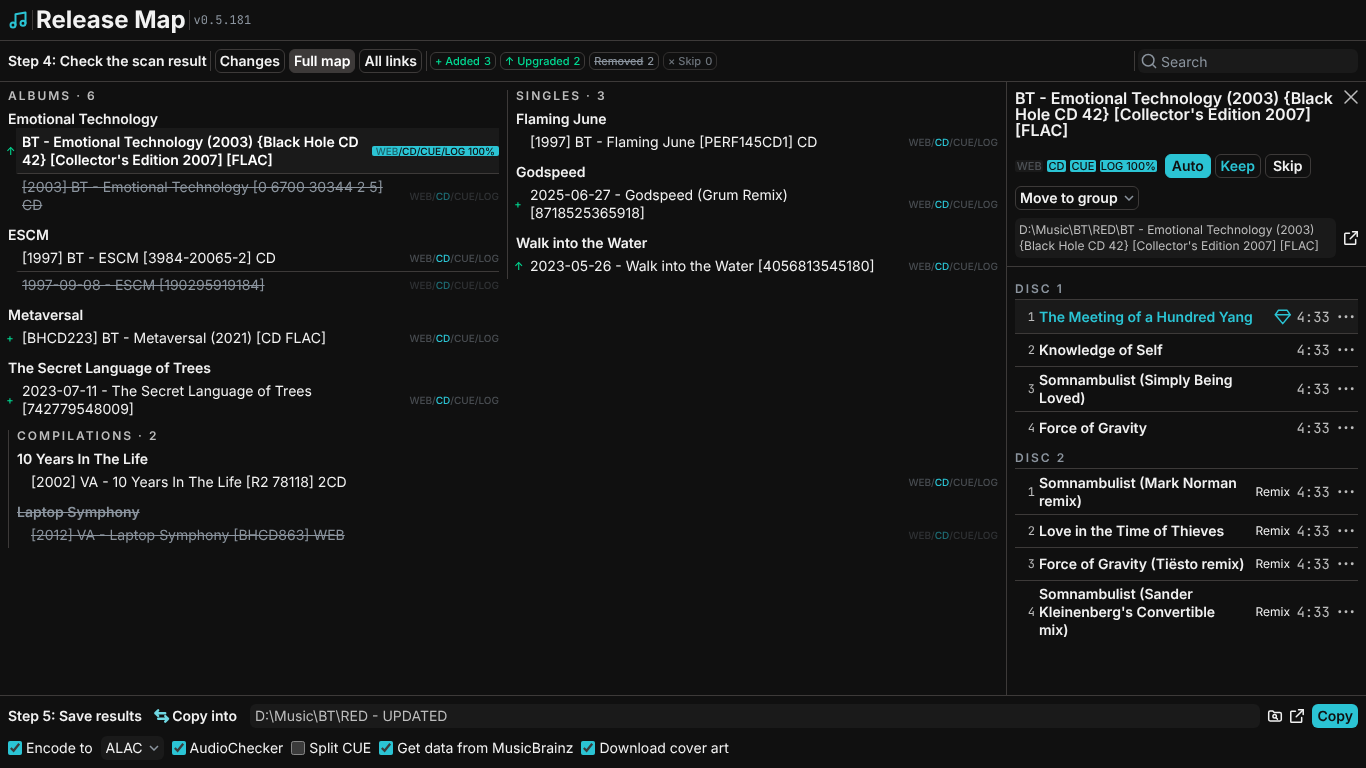 Release Map v0.5.181
Step 4: Check the scan result Changes Full map All links + Added 3 ↑ Upgraded 2 Removed 2 × Skip 0 Search
ALBUMS · 6
Emotional Technology
↑ BT - Emotional Technology (2003) {Black Hole CD
42} [Collector's Edition 2007] [FLAC] WEB/CD/CUE/LOG 100%
[2003] BT - Emotional Technology [0 6700 30344 2 5]
CD WEB/CD/CUE/LOG
ESCM
[1997] BT - ESCM [3984-20065-2] CD WEB/CD/CUE/LOG
1997-09-08 - ESCM [190295919184] WEB/CD/CUE/LOG
Metaversal
+ [BHCD223] BT - Metaversal (2021) [CD FLAC] WEB/CD/CUE/LOG
The Secret Language of Trees
+ 2023-07-11 - The Secret Language of Trees
[742779548009] WEB/CD/CUE/LOG
SINGLES · 3
Flaming June
[1997] BT - Flaming June [PERF145CD1] CD WEB/CD/CUE/LOG
Godspeed
+ 2025-06-27 - Godspeed (Grum Remix)
[8718525365918] WEB/CD/CUE/LOG
Walk into the Water
↑ 2023-05-26 - Walk into the Water [4056813545180] WEB/CD/CUE/LOG
COMPILATIONS · 2
10 Years In The Life
[2002] VA - 10 Years In The Life [R2 78118] 2CD WEB/CD/CUE/LOG
Laptop Symphony
[2012] VA - Laptop Symphony [BHCD863] WEB WEB/CD/CUE/LOG
BT - Emotional Technology (2003) {Black
Hole CD 42} [Collector's Edition 2007]
[FLAC]
WEB CD CUE LOG 100% Auto Keep Skip
Move to group
D:\Music\BT\RED\BT - Emotional Technology (2003)
{Black Hole CD 42} [Collector's Edition 2007] [FLAC]
DISC 1
1 The Meeting of a Hundred Yang 4:33 ···
2 Knowledge of Self 4:33 ···
3 Somnambulist (Simply Being
Loved) 4:33 ···
4 Force of Gravity 4:33 ···
DISC 2
1 Somnambulist (Mark Norman
remix) Remix 4:33 ···
2 Love in the Time of Thieves Remix 4:33 ···
3 Force of Gravity (Tiësto remix) Remix 4:33 ···
4 Somnambulist (Sander
Kleinenberg's Convertible
mix) Remix 4:33 ···
Step 5: Save results Copy into D:\Music\BT\RED - UPDATED Copy
Encode to ALAC AudioChecker Split CUE Get data from MusicBrainz Download cover art